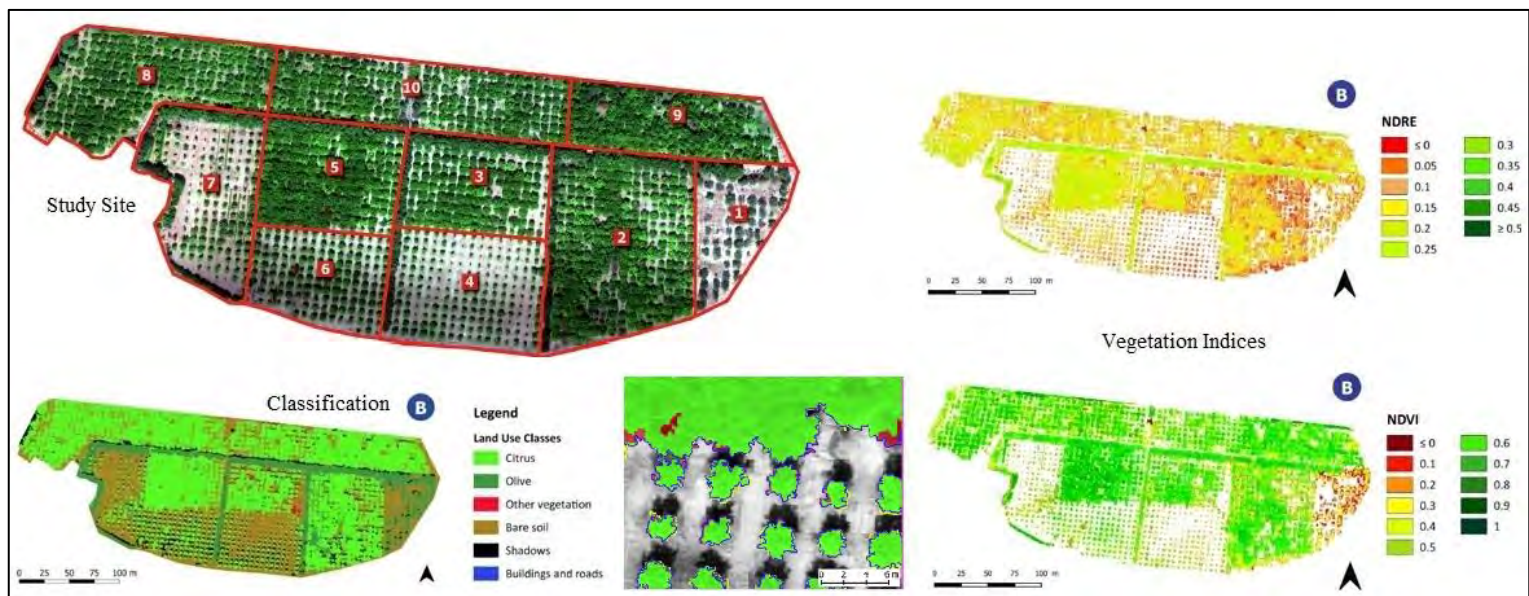 8
10
9
5
3
7
1
2
6
4
Study Site
B
NDRE
≤ 0
0.05
0.1
0.15
0.2
0.25
0.3
0.35
0.4
0.45
≥ 0.5
0 25 50 75 100 m
Vegetation Indices
Classification
B
Legend
Land Use Classes
Citrus
Olive
Other vegetation
Bare soil
Shadows
Buildings and roads
0 25 50 75 100 m
0 2 4 6 m
B
NDVI
≤ 0
0.1
0.2
0.3
0.4
0.5
0.6
0.7
0.8
0.9
1
0 25 50 75 100 m